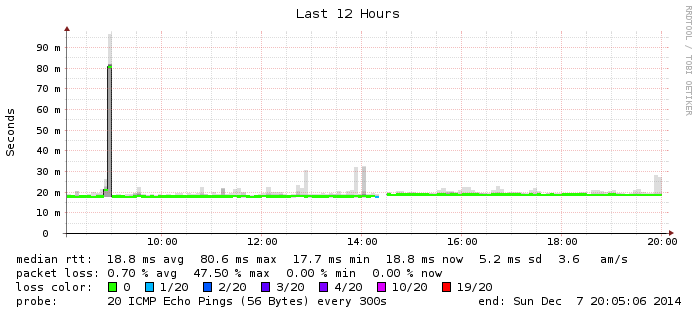 Last 12 Hours
RRDTOOL / TOBI OETIKER
Seconds
90 m
80 m
70 m
60 m
50 m
40 m
30 m
20 m
10 m
0
10:00 12:00 14:00 16:00 18:00 20:00
median rtt: 18.8 ms avg 80.6 ms max 17.7 ms min 18.8 ms now 5.2 ms sd 3.6 am/s
packet loss: 0.70 % avg 47.50 % max 0.00 % min 0.00 % now
loss color: 0 1/20 2/20 3/20 4/20 10/20 19/20
probe: 20 ICMP Echo Pings (56 Bytes) every 300s end: Sun Dec 7 20:05:06 2014